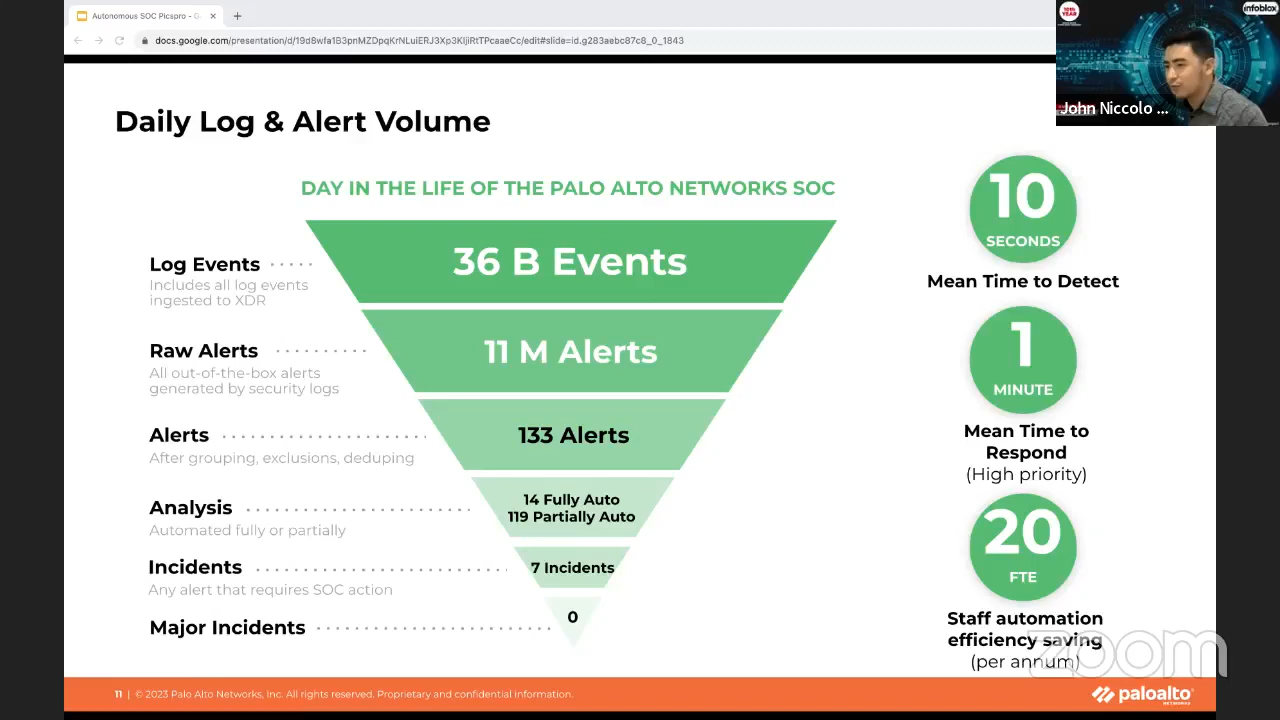 Autonomous SOC Picspro - G
docs.google.com/presentation/d/19d8wfa1B3pnMZDpqKrNLuiERJ3Xp3KIjiRtTPcaaeCc/edit#slide=id.g283aebc87c8_0_1843
10th YEAR
infoblox
John Niccolo ...
Daily Log & Alert Volume
DAY IN THE LIFE OF THE PALO ALTO NETWORKS SOC
Log Events
Includes all log events
ingested to XDR
36 B Events
Raw Alerts
All out-of-the-box alerts
generated by security logs
11 M Alerts
Alerts
After grouping, exclusions, deduping
133 Alerts
Analysis
Automated fully or partially
14 Fully Auto
119 Partially Auto
Incidents
Any alert that requires SOC action
7 Incidents
Major Incidents
0
10
SECONDS
Mean Time to Detect
1
MINUTE
Mean Time to
Respond
(High priority)
20
FTE
Staff automation
efficiency saving
(per annum)
zoom
11 | © 2023 Palo Alto Networks, Inc. All rights reserved. Proprietary and confidential information.
paloalto
NETWORKS